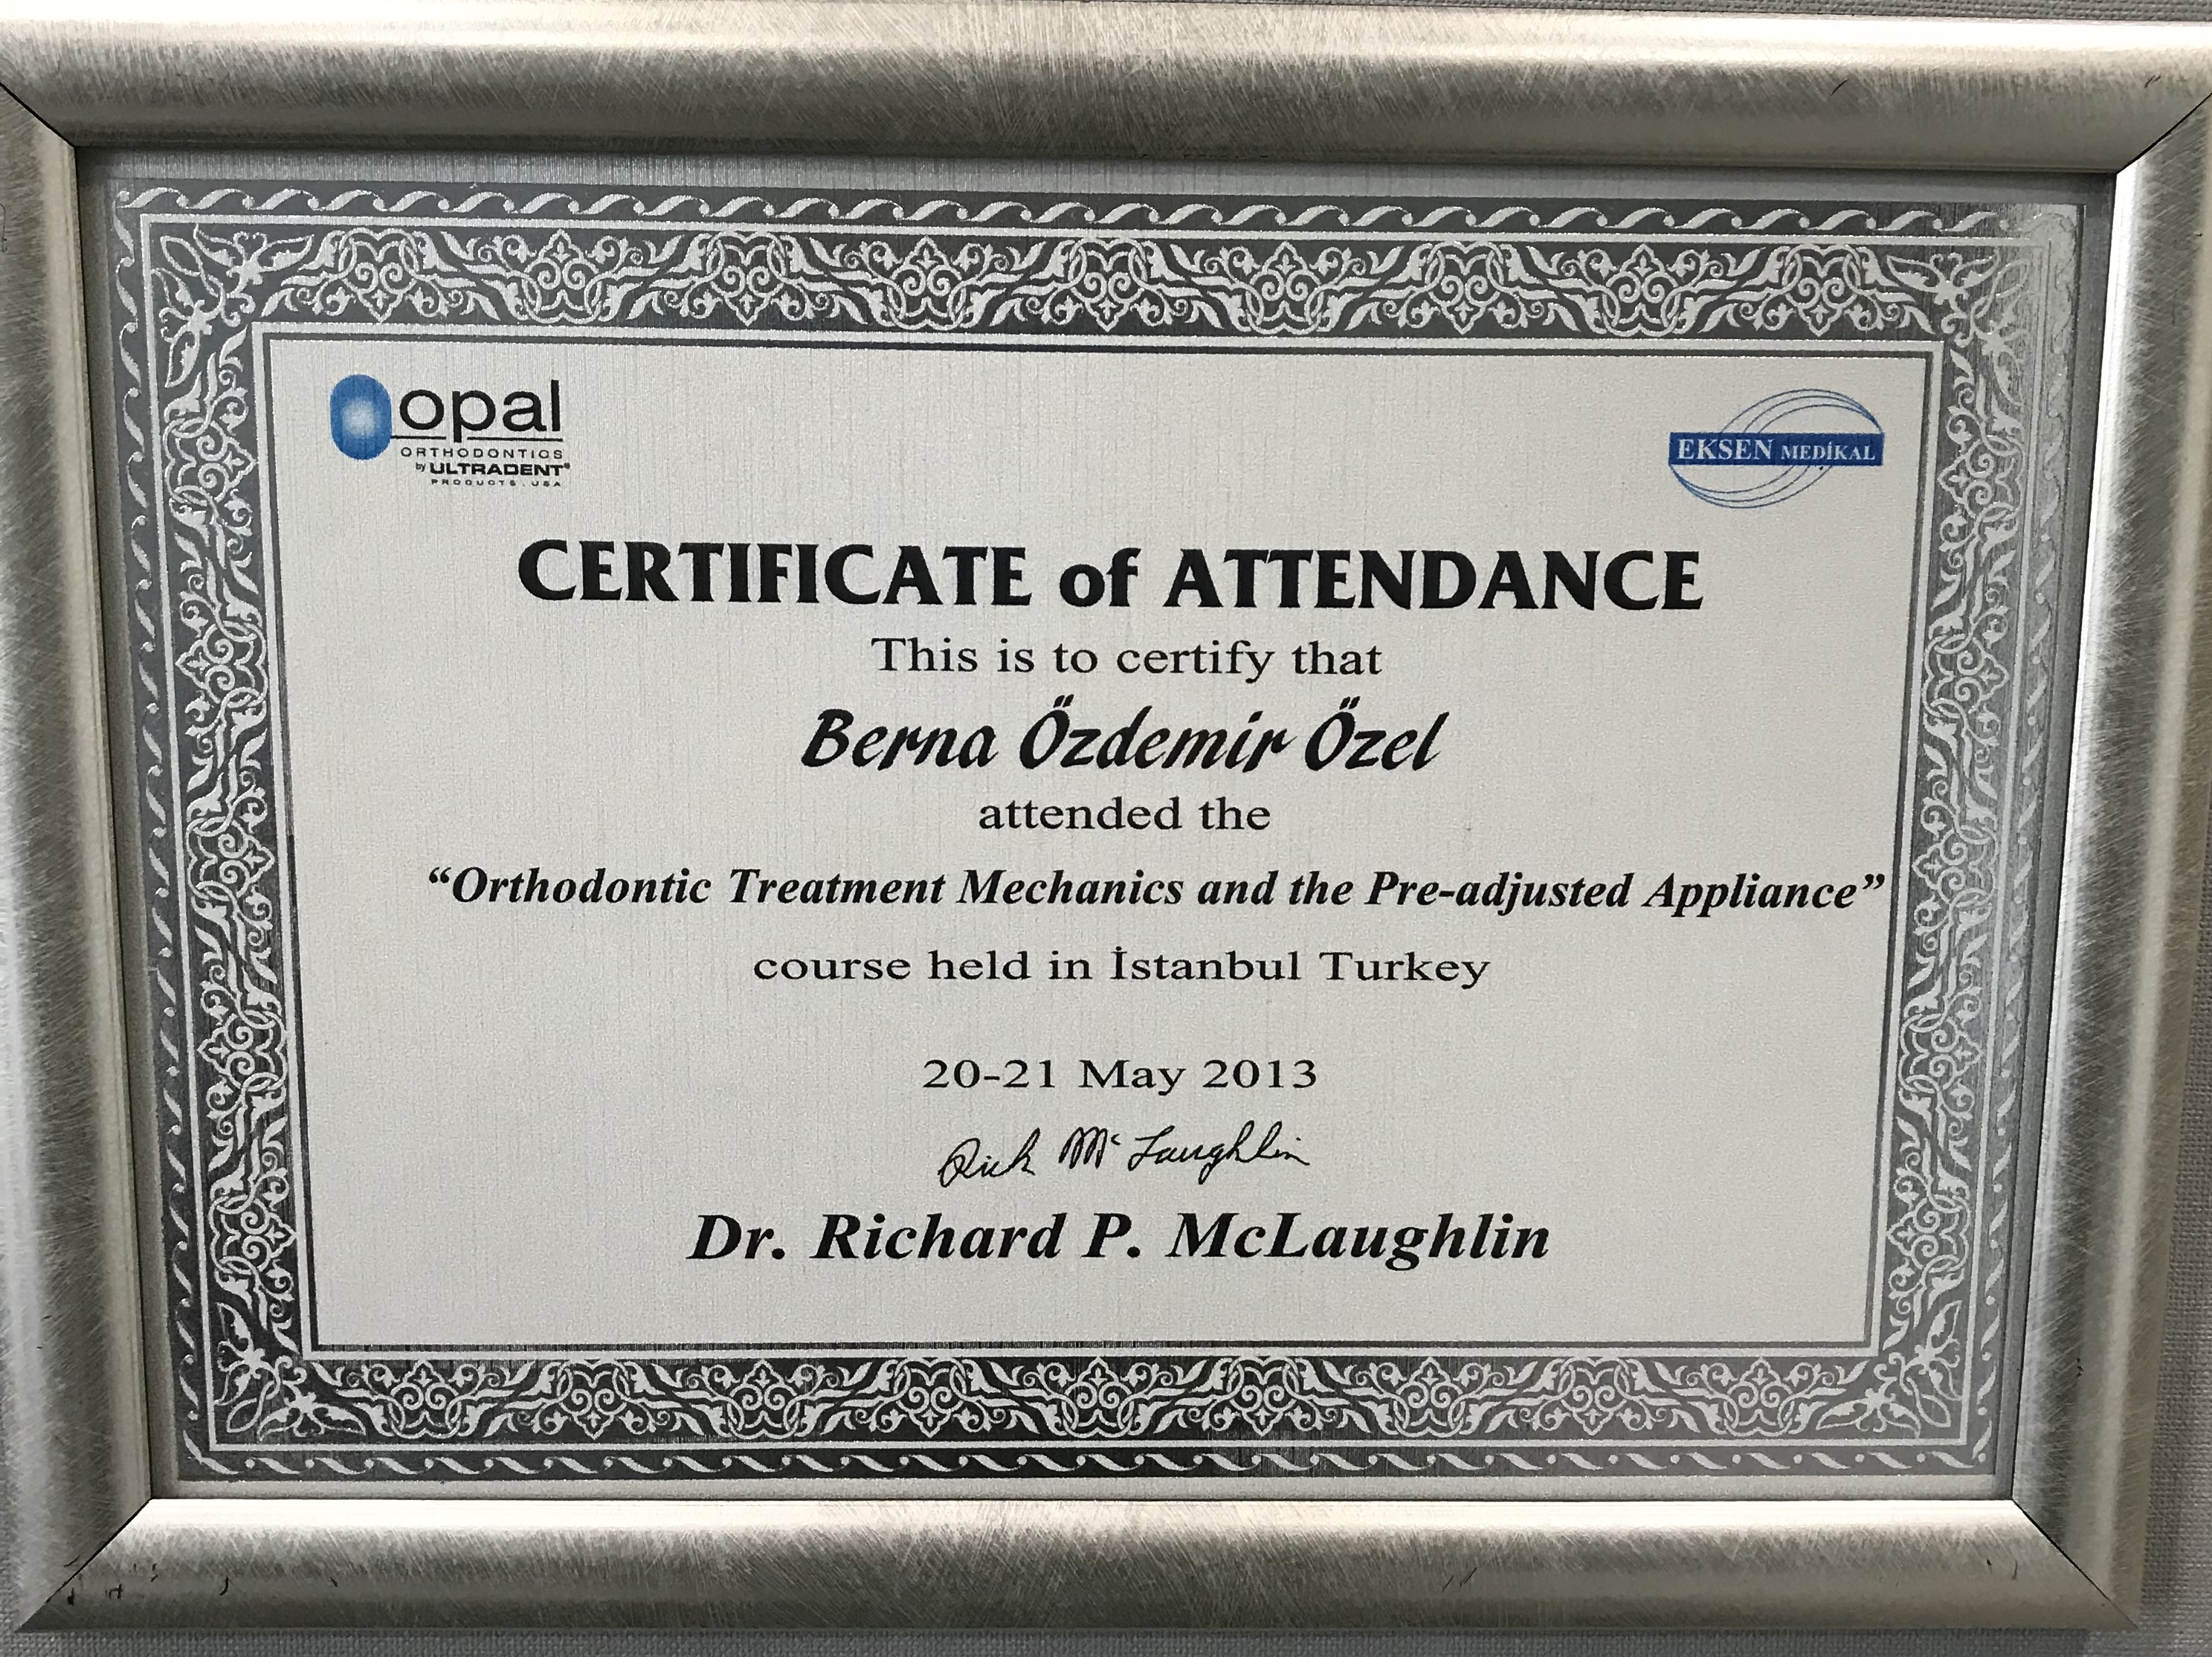 opal
ORTHODONTICS
by ULTRADENT®
PRODUCTS, USA
EKSEN MEDİKAL
CERTIFICATE of ATTENDANCE
This is to certify that
Berna Özdemir Özel
attended the
“Orthodontic Treatment Mechanics and the Pre-adjusted Appliance”
course held in İstanbul Turkey
20-21 May 2013
Rick McLaughlin
Dr. Richard P. McLaughlin